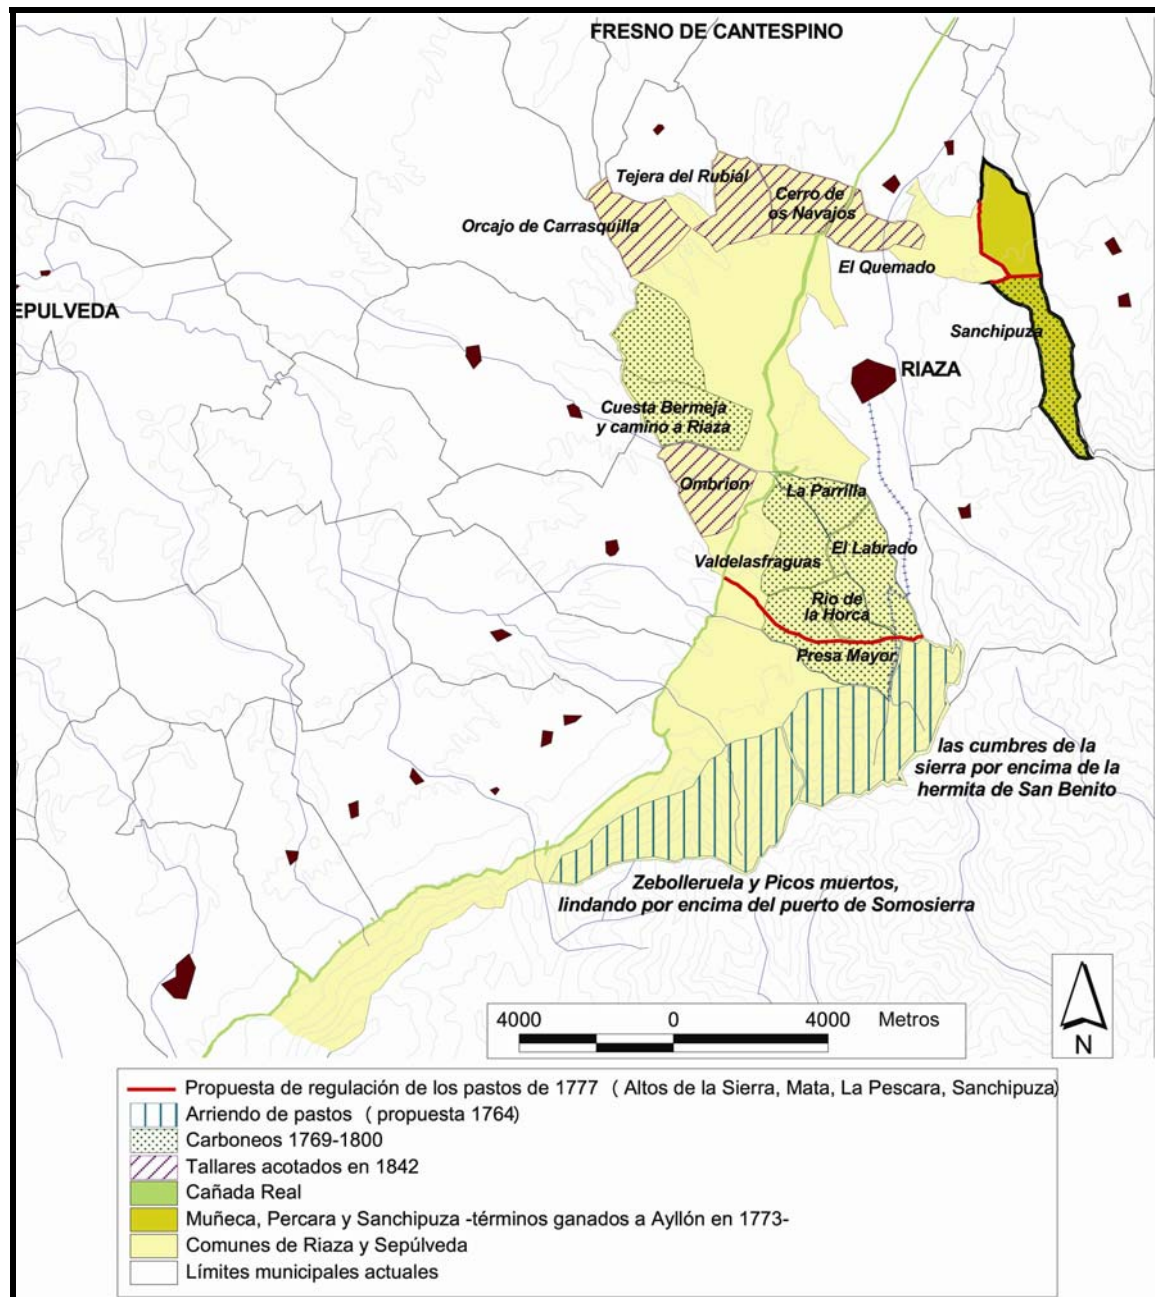 FRESNO DE CANTESPINO
Tejera del Rubial
Cerro de
os Navajos
Orcajo de Carrasquilla
El Quemado
EPULVEDA
Sanchipuza
RIAZA
Cuesta Bermeja
y camino a Riaza
Ombrion
La Parrilla
El Labrado
Valdelasfraguas
Rio de
la Horca
Presa Mayor
las cumbres de la
sierra por encima de la
hermita de San Benito
Zebolleruela y Picos muertos,
lindando por encima del puerto de Somosierra
4000 0 4000 Metros
N
Propuesta de regulación de los pastos de 1777 ( Altos de la Sierra, Mata, La Pescara, Sanchipuza)
Arriendo de pastos ( propuesta 1764)
Carboneos 1769-1800
Tallares acotados en 1842
Cañada Real
Muñeca, Percara y Sanchipuza -términos ganados a Ayllón en 1773-
Comunes de Riaza y Sepúlveda
Límites municipales actuales